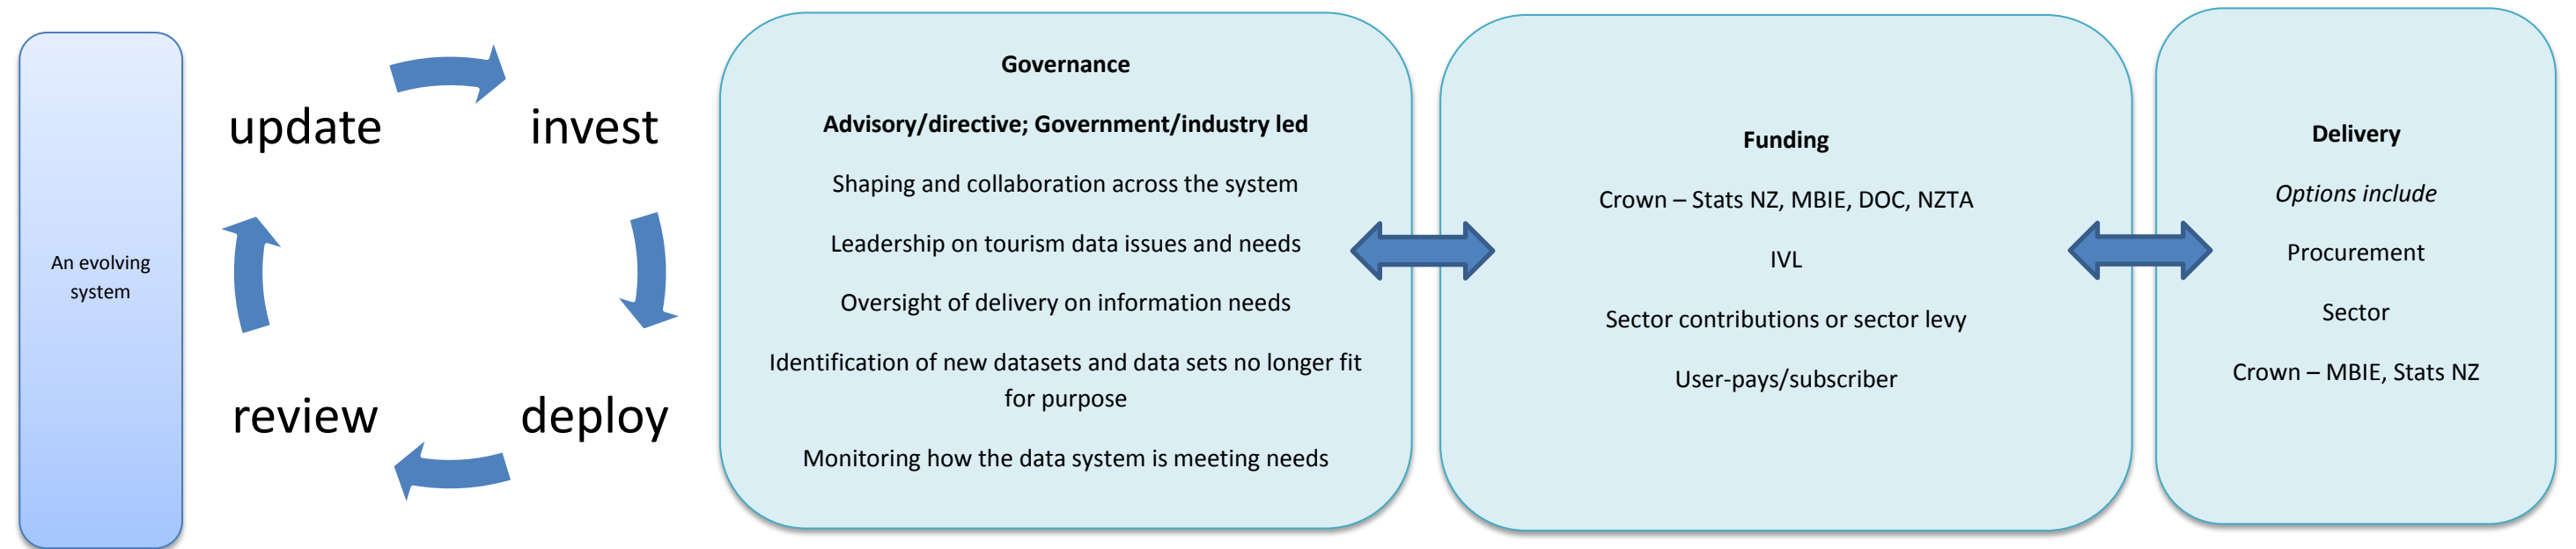 An evolving
system
update
invest
review
deploy
Governance
Advisory/directive; Government/industry led
Shaping and collaboration across the system
Leadership on tourism data issues and needs
Oversight of delivery on information needs
Identification of new datasets and data sets no longer fit
for purpose
Monitoring how the data system is meeting needs
Funding
Crown – Stats NZ, MBIE, DOC, NZTA
IVL
Sector contributions or sector levy
User-pays/subscriber
Delivery
Options include
Procurement
Sector
Crown – MBIE, Stats NZ